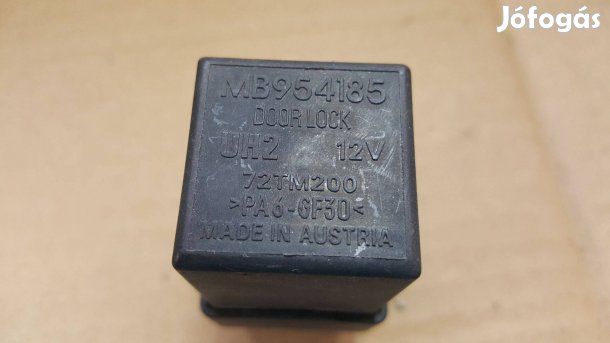 Jófogás
MB954185
DOOR LOCK
UH2 12V
72TM200
>PA6-GF30<
MADE IN AUSTRIA